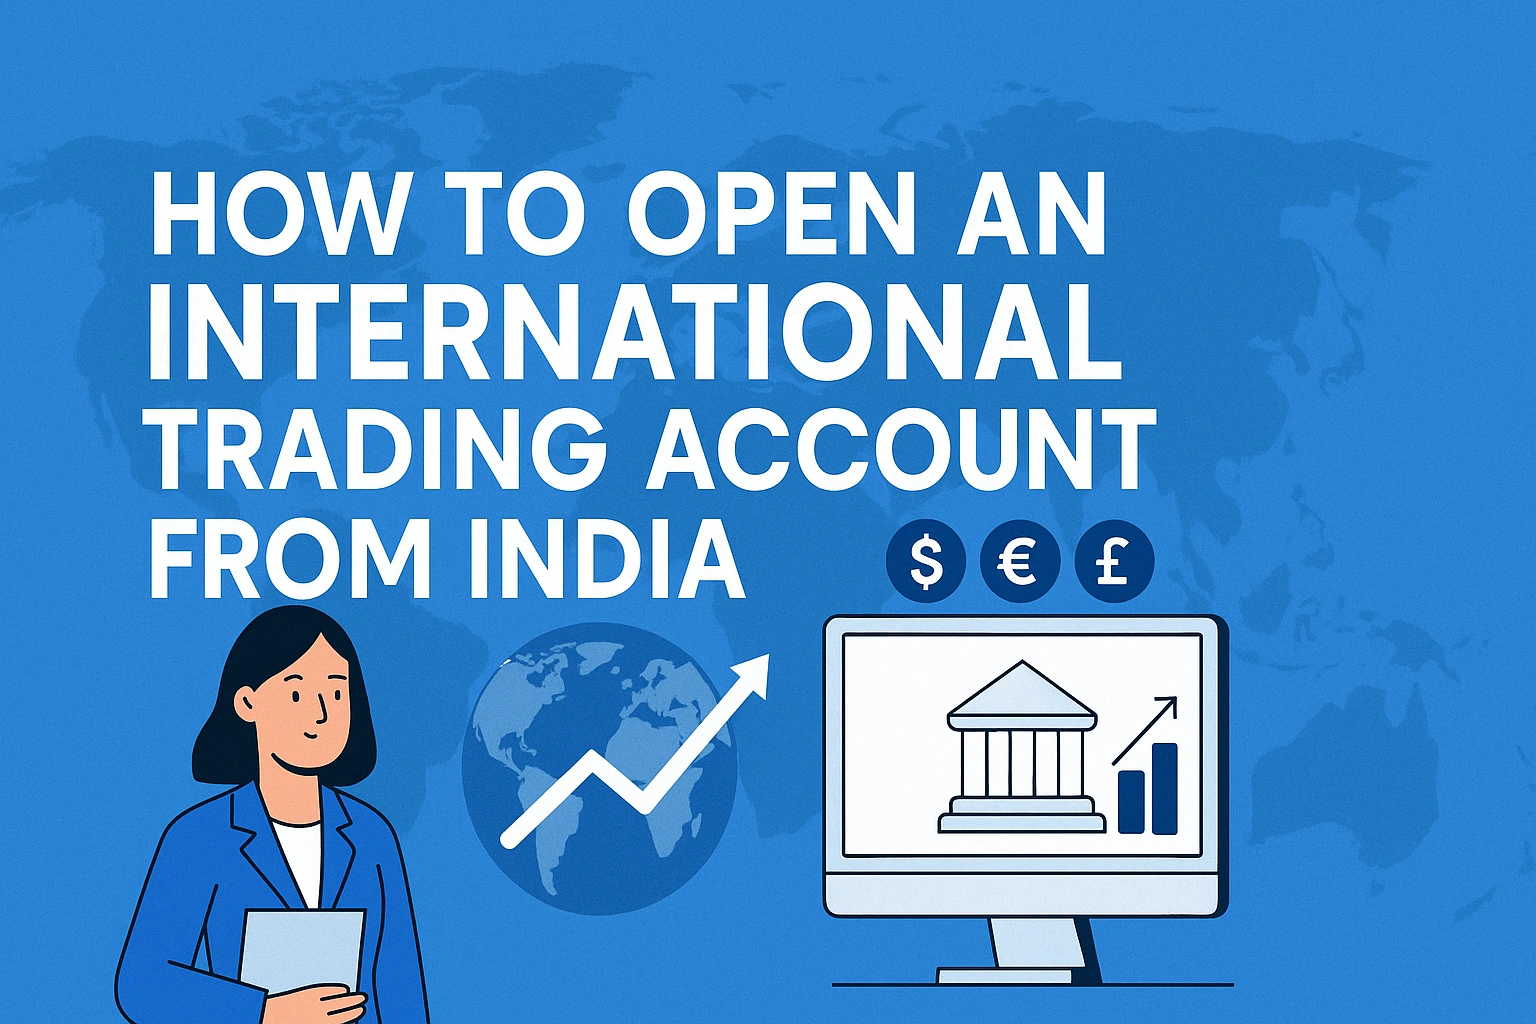 HOW TO OPEN AN
INTERNATIONAL
TRADING ACCOUNT
FROM INDIA
$ € £